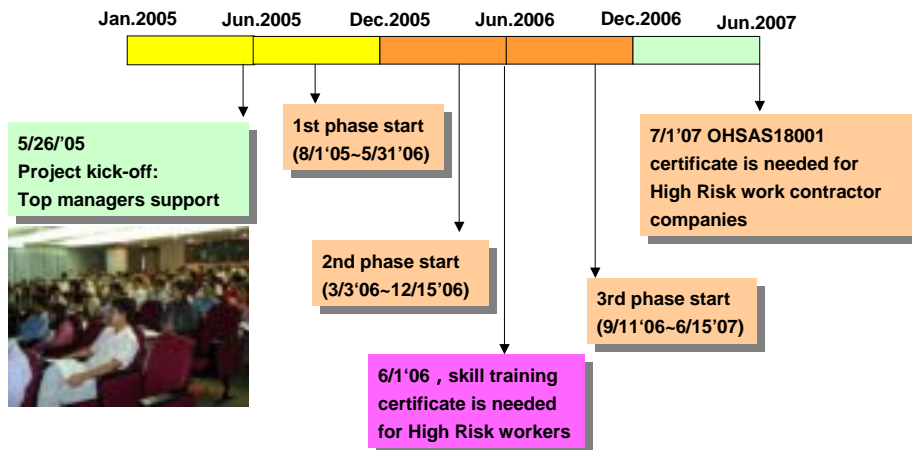 Jan.2005 Jun.2005 Dec.2005 Jun.2006 Dec.2006 Jun.2007
5/26/'05
Project kick-off:
Top managers support
1st phase start
(8/1‘05~5/31'06)
2nd phase start
(3/3‘06~12/15’06)
6/1‘06 , skill training
certificate is needed
for High Risk workers
3rd phase start
(9/11‘06~6/15’07)
7/1’07 OHSAS18001
certificate is needed for
High Risk work contractor
companies